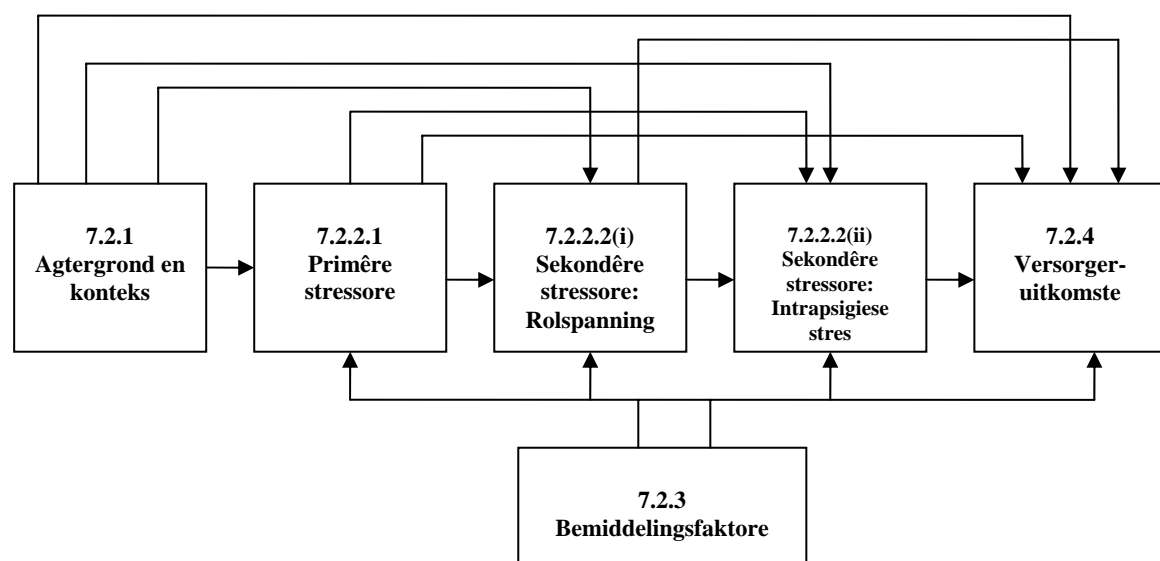 7.2.1
Agtergrond en
konteks
7.2.2.1
Primêre
stressore
7.2.2.2(i)
Sekondêre
stressore:
Rolspanning
7.2.2.2(ii)
Sekondêre
stressore:
Intrapsigiese
stres
7.2.4
Versorger-
uitkomste
7.2.3
Bemiddelingsfaktore